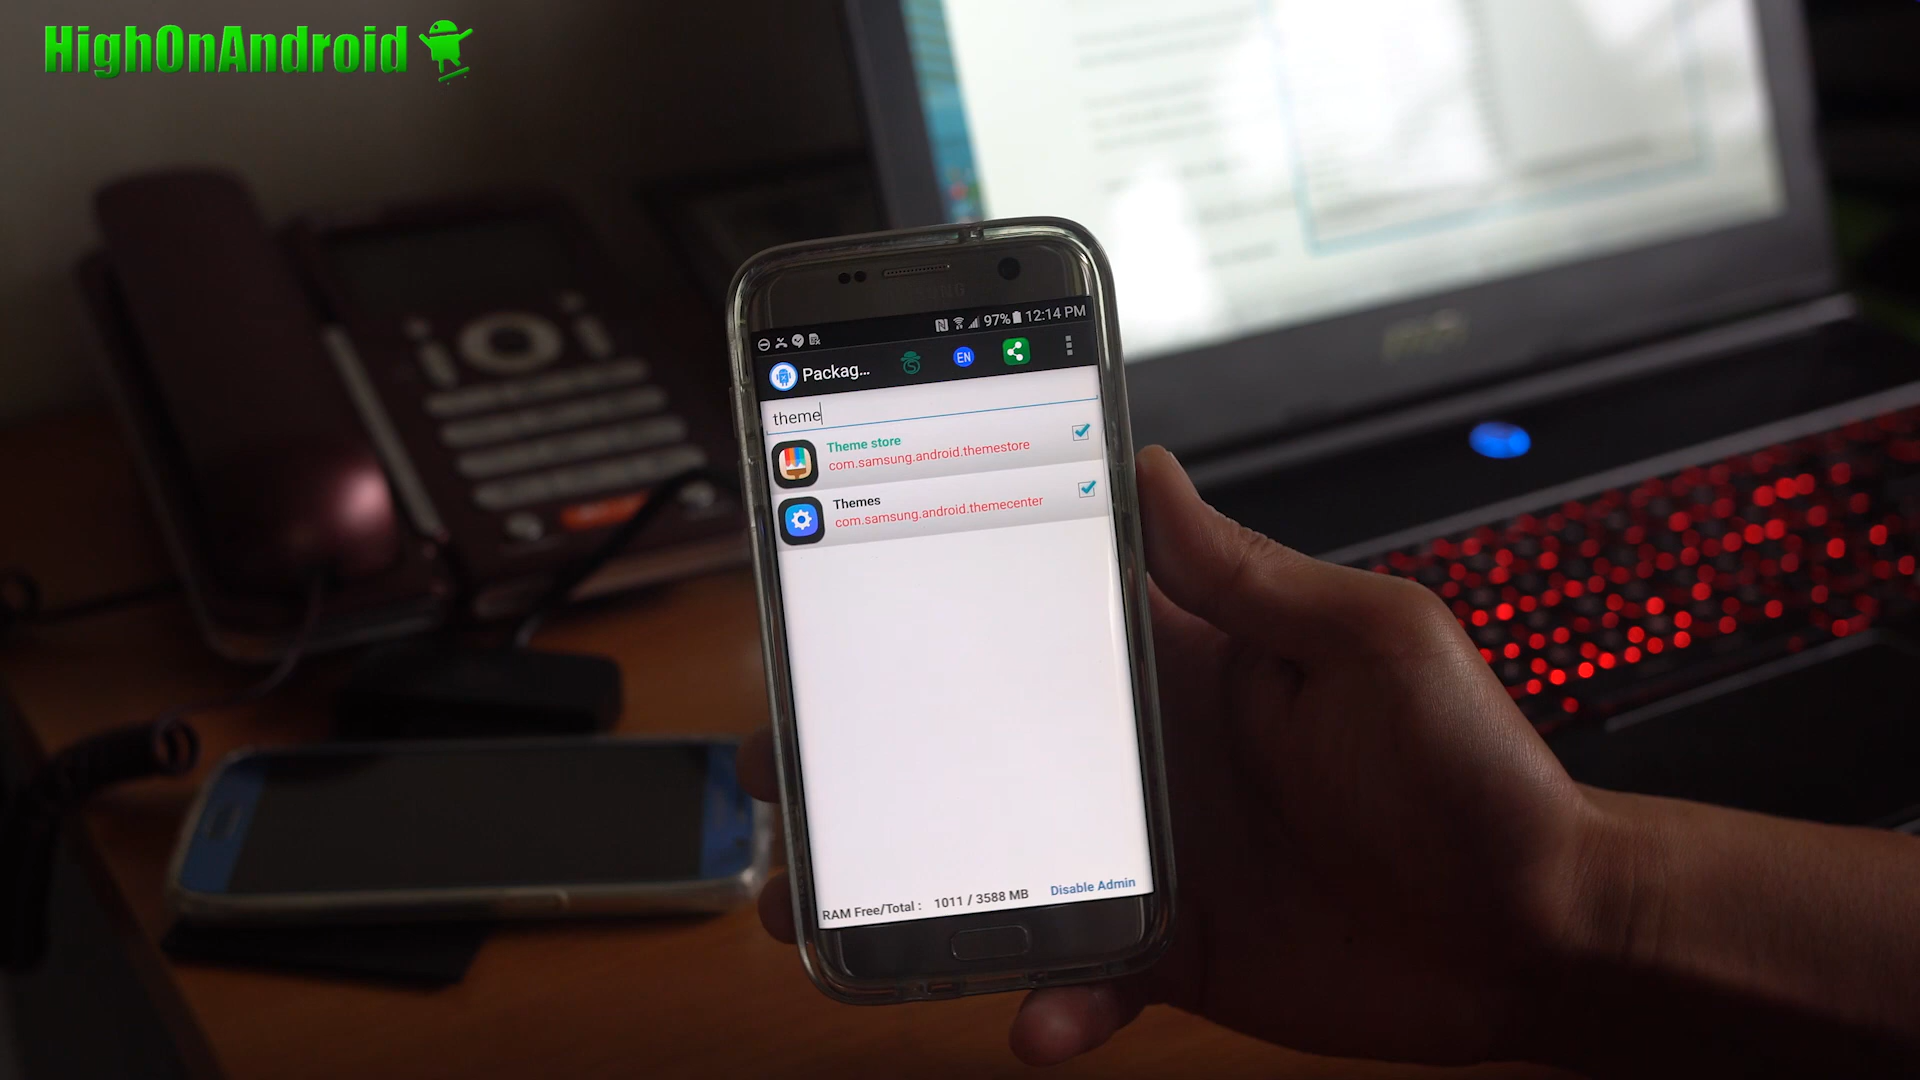 HighOnAndroid
SAMSUNG
97% 12:14 PM
Packag...
EN
theme
Theme store
com.samsung.android.themestore
Themes
com.samsung.android.themecenter
RAM Free/Total : 1011 / 3588 MB
Disable Admin